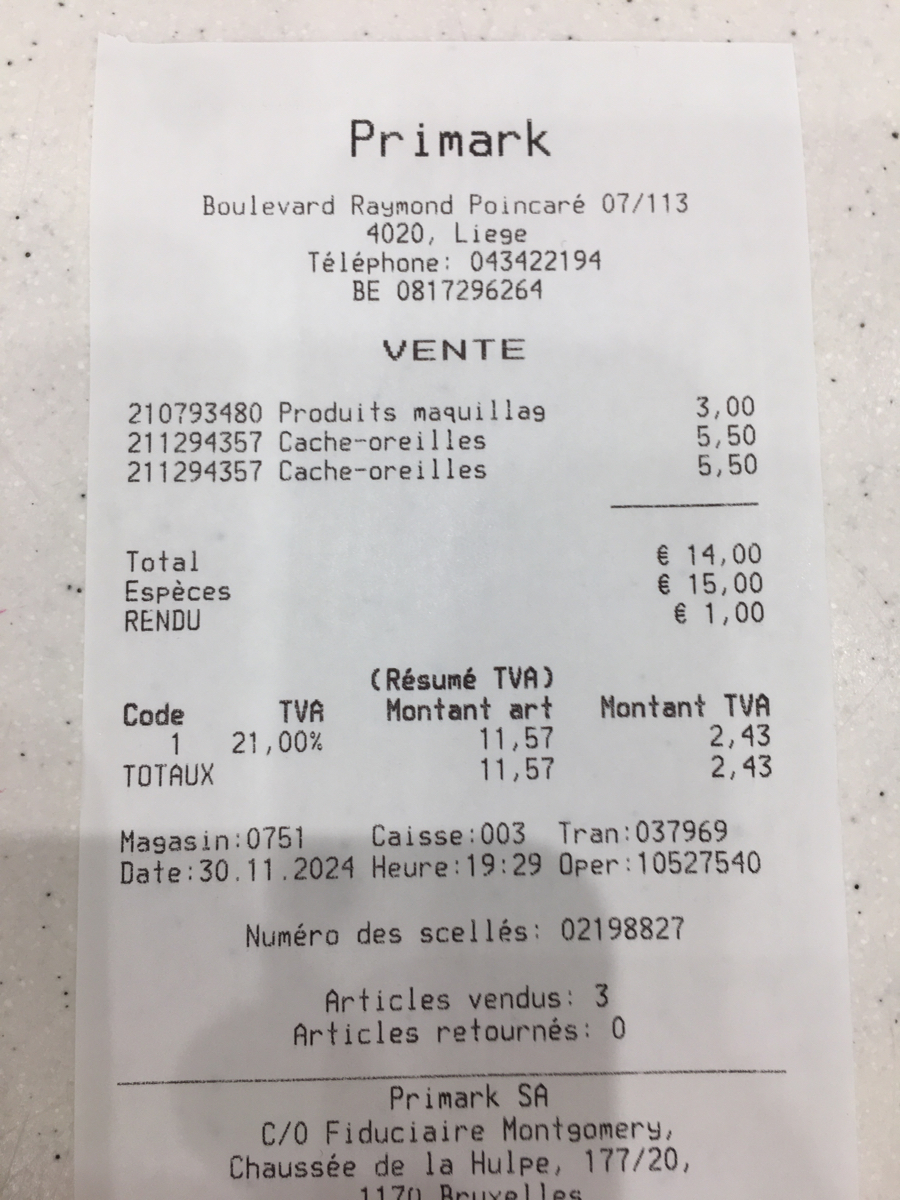 Primark
Boulevard Raymond Poincaré 07/113
4020, Liege
Téléphone: 043422194
BE 0817296264
VENTE
210793480 Produits maquillag 3,00
211294357 Cache-oreilles 5,50
211294357 Cache-oreilles 5,50
Total € 14,00
Espèces € 15,00
RENDU € 1,00
(Résumé TVA)
Code TVA Montant art Montant TVA
1 21,00% 11,57 2,43
TOTAUX 11,57 2,43
Magasin:0751 Caisse:003 Tran:037969
Date:30.11.2024 Heure:19:29 Oper:10527540
Numéro des scellés: 02198827
Articles vendus: 3
Articles retournés: 0
Primark SA
C/O Fiduciaire Montgomery,
Chaussée de la Hulpe, 177/20,
1170 Bruxelles